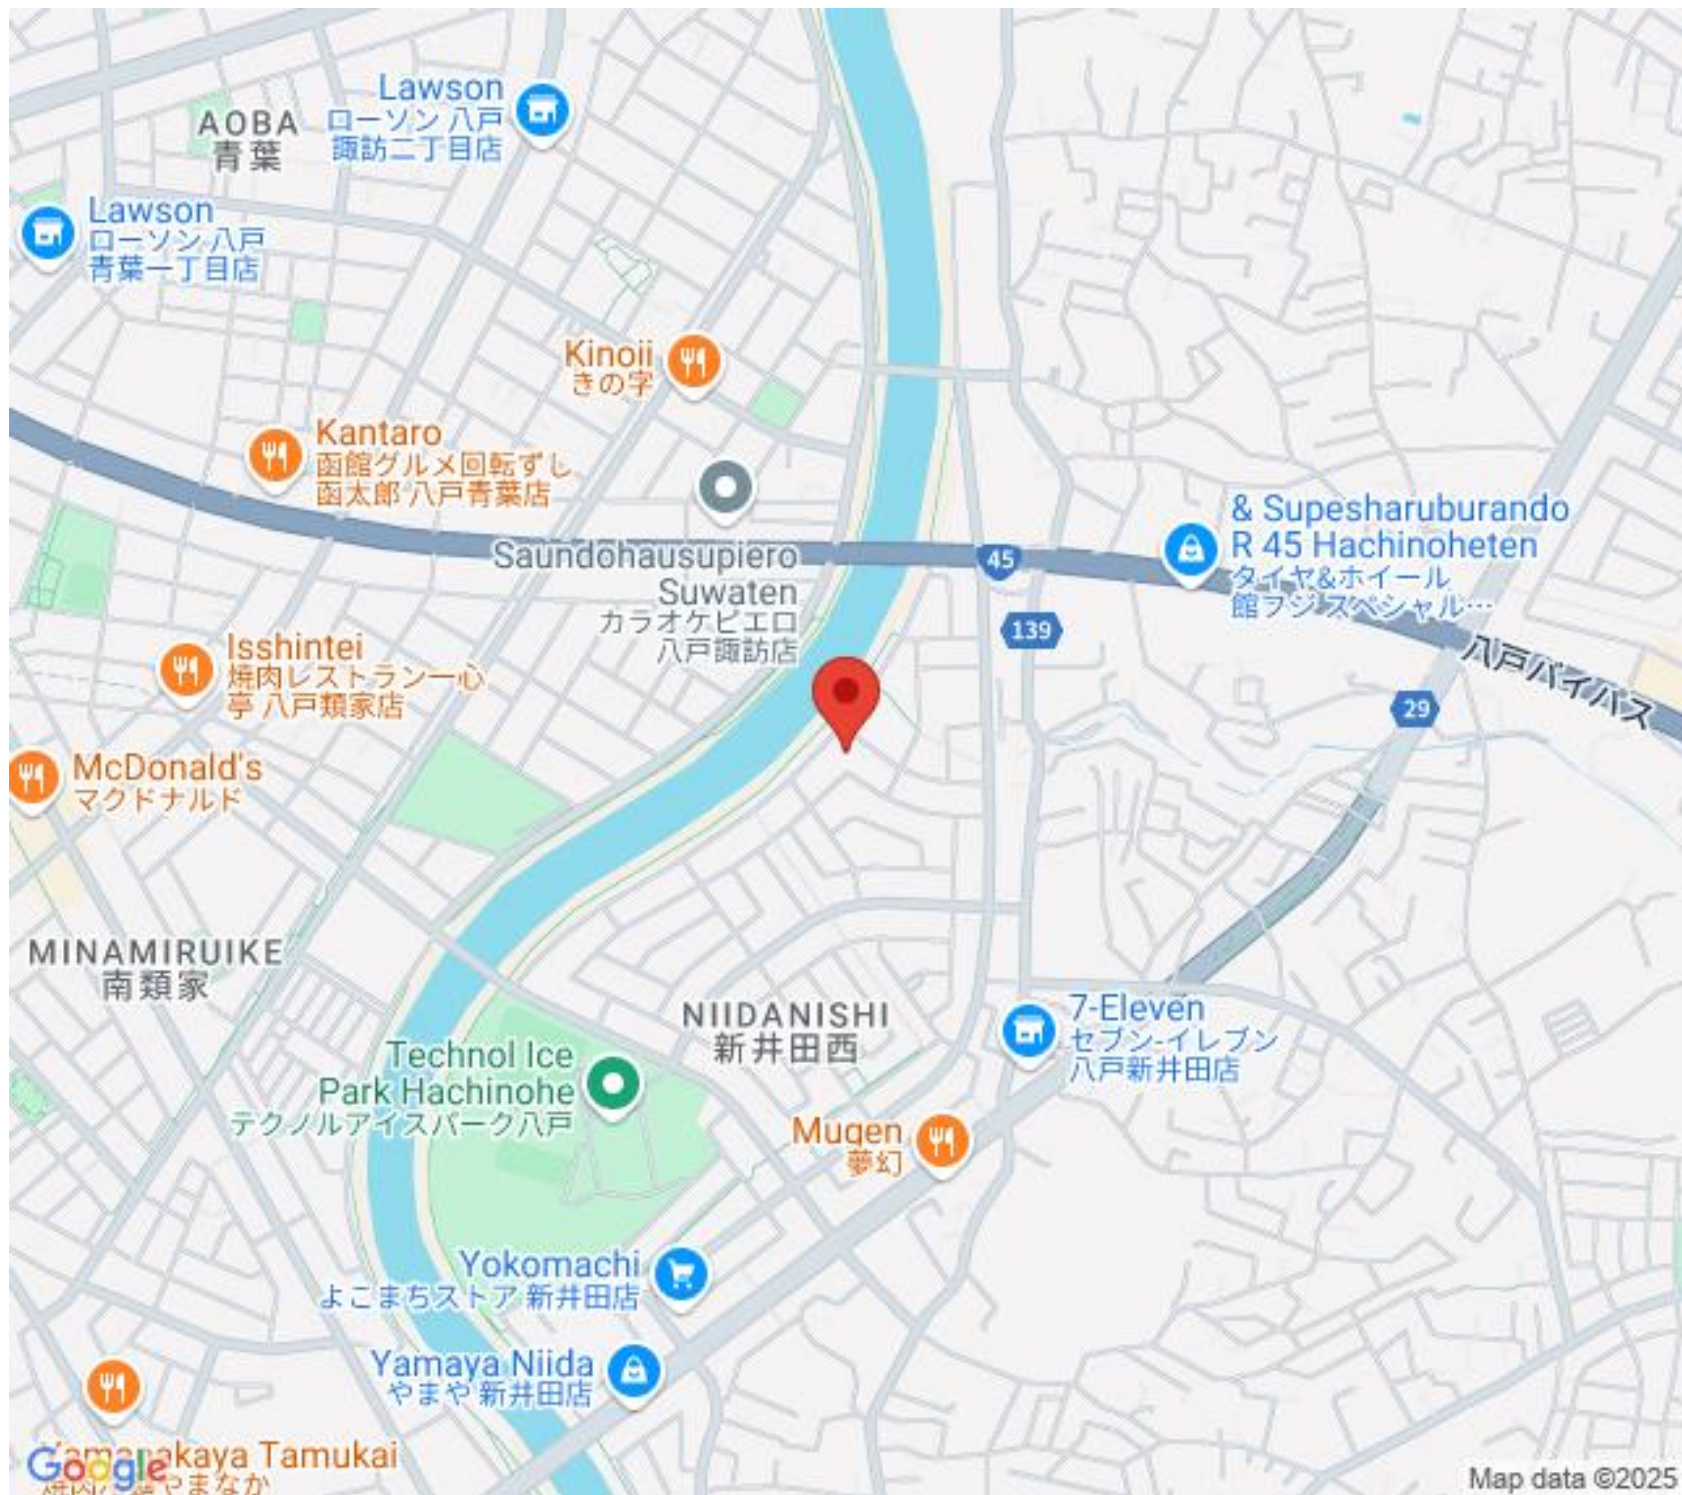 AOBA
青葉
Lawson
ローソン 八戸
諏訪二丁目店
Lawson
ローソン 八戸
青葉一丁目店
Kinoji
きの字
Kantaro
函館グルメ回転ずし
函太郎 八戸青葉店
Saundohausupiero
Suwaten
カラオケピエロ
八戸諏訪店
45
139
& Supesharuburando
R 45 Hachinoheten
タイヤ&ホイール
館フジ スペシャル…
八戸バイパス
29
Isshintei
焼肉レストラン一心
亭 八戸類家店
McDonald's
マクドナルド
MINAMIRUIKE
南類家
NIIDANISHI
新井田西
7-Eleven
セブン-イレブン
八戸新井田店
Technol Ice
Park Hachinohe
テクノルアイスパーク八戸
Mugen
夢幻
Yokomachi
よこまちストア 新井田店
Yamaya Niida
やまや 新井田店
Tamukai
やまなか
Google
Map data ©2025